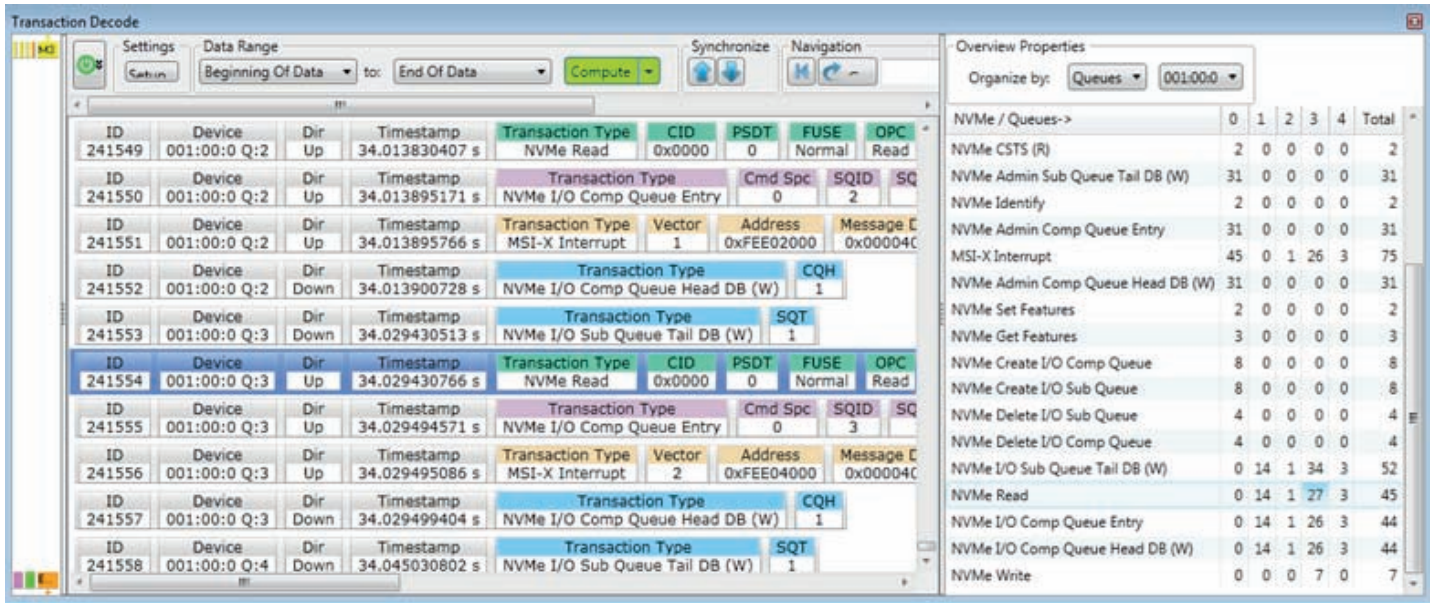 Transaction Decode
Settings Data Range Synchronize Navigation
Setup Beginning Of Data to: End Of Data Compute
ID Device Dir Timestamp Transaction Type CID PSDT FUSE OPC
241549 001:00:0 Q:2 Up 34.013830407 s NVMe Read 0x0000 0 Normal Read
ID Device Dir Timestamp Transaction Type Cmd Spc SQID SQ
241550 001:00:0 Q:2 Up 34.013895171 s NVMe I/O Comp Queue Entry 0 2
ID Device Dir Timestamp Transaction Type Vector Address Message D
241551 001:00:0 Q:2 Up 34.013895766 s MSI-X Interrupt 1 0xFEE02000 0x000040
ID Device Dir Timestamp Transaction Type CQH
241552 001:00:0 Q:2 Down 34.013900728 s NVMe I/O Comp Queue Head DB (W) 1
ID Device Dir Timestamp Transaction Type SQT
241553 001:00:0 Q:3 Down 34.029430513 s NVMe I/O Sub Queue Tail DB (W) 1
ID Device Dir Timestamp Transaction Type CID PSDT FUSE OPC
241554 001:00:0 Q:3 Up 34.029430766 s NVMe Read 0x0000 0 Normal Read
ID Device Dir Timestamp Transaction Type Cmd Spc SQID SQ
241555 001:00:0 Q:3 Up 34.029494571 s NVMe I/O Comp Queue Entry 0 3
ID Device Dir Timestamp Transaction Type Vector Address Message D
241556 001:00:0 Q:3 Up 34.029495086 s MSI-X Interrupt 2 0xFEE04000 0x000040
ID Device Dir Timestamp Transaction Type CQH
241557 001:00:0 Q:3 Down 34.029499404 s NVMe I/O Comp Queue Head DB (W) 1
ID Device Dir Timestamp Transaction Type SQT
241558 001:00:0 Q:4 Down 34.045030802 s NVMe I/O Sub Queue Tail DB (W) 1
Overview Properties
Organize by: Queues 001:00:0
NVMe / Queues-> 0 1 2 3 4 Total
NVMe CSTS (R) 2 0 0 0 0 2
NVMe Admin Sub Queue Tail DB (W) 31 0 0 0 0 31
NVMe Identify 2 0 0 0 0 2
NVMe Admin Comp Queue Entry 31 0 0 0 0 31
MSI-X Interrupt 45 0 1 26 3 75
NVMe Admin Comp Queue Head DB (W) 31 0 0 0 0 31
NVMe Set Features 2 0 0 0 0 2
NVMe Get Features 3 0 0 0 0 3
NVMe Create I/O Comp Queue 8 0 0 0 0 8
NVMe Create I/O Sub Queue 8 0 0 0 0 8
NVMe Delete I/O Sub Queue 4 0 0 0 0 4
NVMe Delete I/O Comp Queue 4 0 0 0 0 4
NVMe I/O Sub Queue Tail DB (W) 0 14 1 34 3 52
NVMe Read 0 14 1 27 3 45
NVMe I/O Comp Queue Entry 0 14 1 26 3 44
NVMe I/O Comp Queue Head DB (W) 0 14 1 26 3 44
NVMe Write 0 0 0 7 0 7